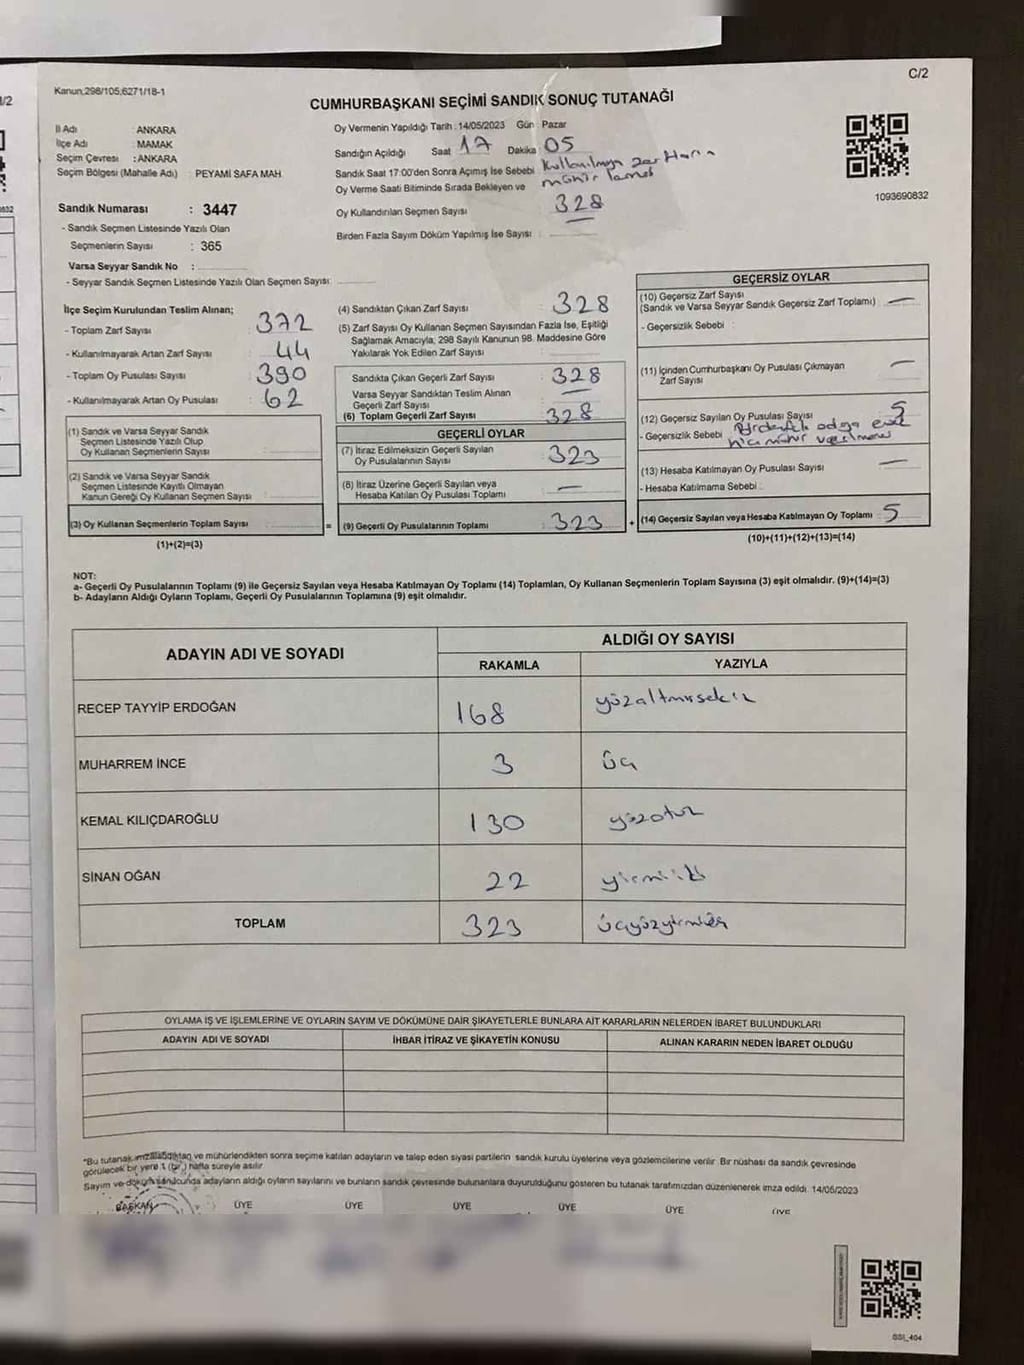 C/2
Kanun;298/105,6271/18-1
CUMHURBAŞKANI SEÇİMİ SANDIK SONUÇ TUTANAĞI
İl Adı : ANKARA
İlçe Adı : MAMAK
Seçim Çevresi : ANKARA
Seçim Bölgesi (Mahalle Adı) : PEYAMİ SAFA MAH.
Oy Vermenin Yapıldığı Tarih :14/05/2023 Gün : Pazar
Sandığın Açıldığı Saat 17 Dakika 05
Sandık Saat 17:00'den Sonra Açımış İse Sebebi Kullanılmayan zarfların
Oy Verme Saati Bitiminde Sırada Bekleyen ve mühürlemesi
Oy Kullandırılan Seçmen Sayısı 328
Birden Fazla Sayım Döküm Yapılmış İse Sayısı :
1093690832
Sandık Numarası : 3447
- Sandık Seçmen Listesinde Yazılı Olan
Seçmenlerin Sayısı : 365
Varsa Seyyar Sandık No :
- Seyyar Sandık Seçmen Listesinde Yazılı Olan Seçmen Sayısı:
İlçe Seçim Kurulundan Teslim Alınan;
- Toplam Zarf Sayısı : 372
- Kullanılmayarak Artan Zarf Sayısı : 44
- Toplam Oy Pusulası Sayısı : 390
- Kullanılmayarak Artan Oy Pusulası : 62
(1) Sandık ve Varsa Seyyar Sandık
Seçmen Listesinde Yazılı Olup
Oy Kullanan Seçmenlerin Sayısı :
(2) Sandık ve Varsa Seyyar Sandık
Seçmen Listesinde Kayıtlı Olmayan
Kanun Gereği Oy Kullanan Seçmen Sayısı :
(3) Oy Kullanan Seçmenlerin Toplam Sayısı :
(1)+(2)=(3)
=
(4) Sandıktan Çıkan Zarf Sayısı : 328
(5) Zarf Sayısı Oy Kullanan Seçmen Sayısından Fazla İse, Eşitliği
Sağlamak Amacıyla; 298 Sayılı Kanunun 98. Maddesine Göre
Yakılarak Yok Edilen Zarf Sayısı :
Sandıkta Çıkan Geçerli Zarf Sayısı : 328
Varsa Seyyar Sandıktan Teslim Alınan
Geçerli Zarf Sayısı : —
(6) Toplam Geçerli Zarf Sayısı : 328
GEÇERLİ OYLAR
(7) İtiraz Edilmeksizin Geçerli Sayılan
Oy Pusulalarının Sayısı : 323
(8) İtiraz Üzerine Geçerli Sayılan veya
Hesaba Katılan Oy Pusulası Toplamı : —
(9) Geçerli Oy Pusulalarının Toplamı : 323
+
GEÇERSİZ OYLAR
(10) Geçersiz Zarf Sayısı
(Sandık ve Varsa Seyyar Sandık Geçersiz Zarf Toplamı) : —
- Geçersizlik Sebebi :
(11) İçinden Cumhurbaşkanı Oy Pusulası Çıkmayan
Zarf Sayısı : —
(12) Geçersiz Sayılan Oy Pusulası Sayısı : 5
- Geçersizlik Sebebi Birden fazla adaya evet
hiç mühür
(13) Hesaba Katılmayan Oy Pusulası Sayısı : —
- Hesaba Katılmama Sebebi :
(14) Geçersiz Sayılan veya Hesaba Katılmayan Oy Toplamı : 5
(10)+(11)+(12)+(13)=(14)
NOT:
a- Geçerli Oy Pusulalarının Toplamı (9) ile Geçersiz Sayılan veya Hesaba Katılmayan Oy Toplamı (14) Toplamları, Oy Kullanan Seçmenlerin Toplam Sayısına (3) eşit olmalıdır. (9)+(14)=(3)
b- Adayların Aldığı Oyların Toplamı, Geçerli Oy Pusulalarının Toplamına (9) eşit olmalıdır.
ADAYIN ADI VE SOYADI
ALDIĞI OY SAYISI
RAKAMLA YAZIYLA
RECEP TAYYİP ERDOĞAN 168 yüzaltmışsekiz
MUHARREM İNCE 3 üç
KEMAL KILIÇDAROĞLU 130 yüzotuz
SİNAN OĞAN 22 yirmiiki
TOPLAM 323 üçyüzyirmiüç
OYLAMA İŞ VE İŞLEMLERİNE VE OYLARIN SAYIM VE DÖKÜMÜNE DAİR ŞİKAYETLERLE BUNLARA AİT KARARLARIN NELERDEN İBARET BULUNDUKLARI
ADAYIN ADI VE SOYADI İHBAR İTİRAZ VE ŞİKAYETİN KONUSU ALINAN KARARIN NEDEN İBARET OLDUĞU
*Bu tutanak imzalandıktan ve mühürlendikten sonra seçime katılan adayların ve talep eden siyasi partilerin sandık kurulu üyelerine veya gözlemcilerine verilir. Bir nüshası da sandık çevresinde
görülecek bir yere 1 (bir) hafta süreyle asılır.
Sayım ve döküm sonucunda adayların aldığı oyların sayılarını ve bunların sandık çevresinde bulunanlara duyurulduğunu gösteren bu tutanak tarafımızdan düzenlenerek imza edildi. 14/05/2023
BAŞKAN ÜYE ÜYE ÜYE ÜYE ÜYE ÜYE
SSI_404